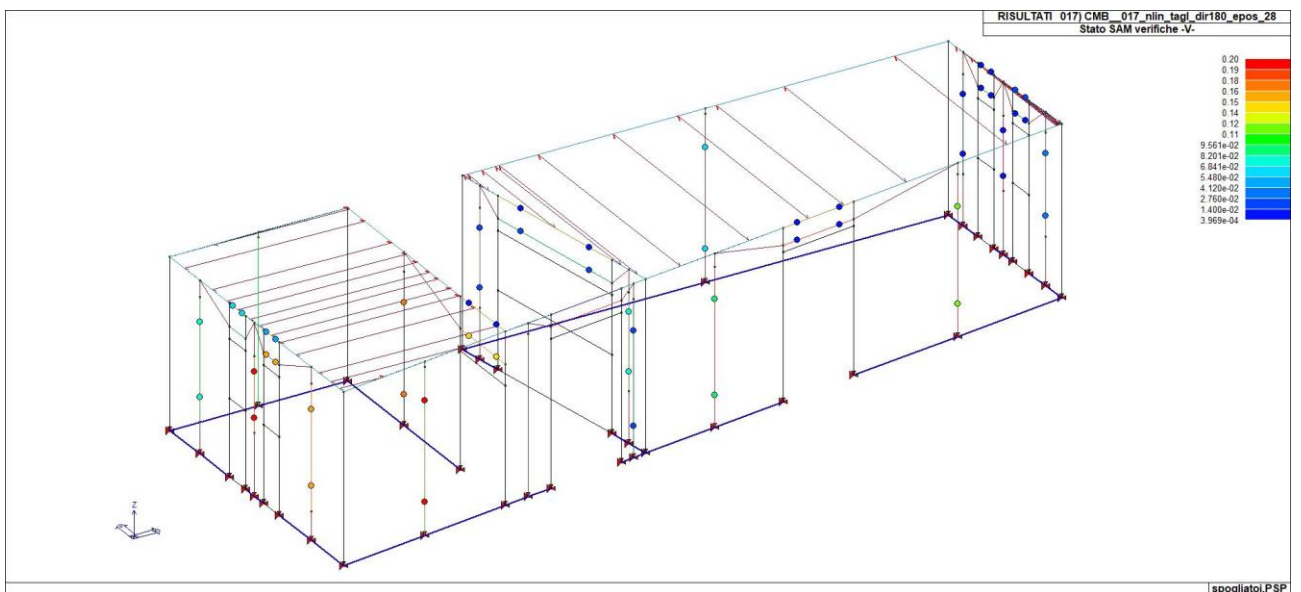 RISULTATI 017) CMB__017_nlin_tagl_dir180_epos_28
Stato SAM verifiche -V-
0.20
0.19
0.18
0.16
0.15
0.14
0.12
0.11
9.561e-02
8.201e-02
6.841e-02
5.480e-02
4.120e-02
2.760e-02
1.400e-02
3.969e-04
Z
spogliatoi.PSP